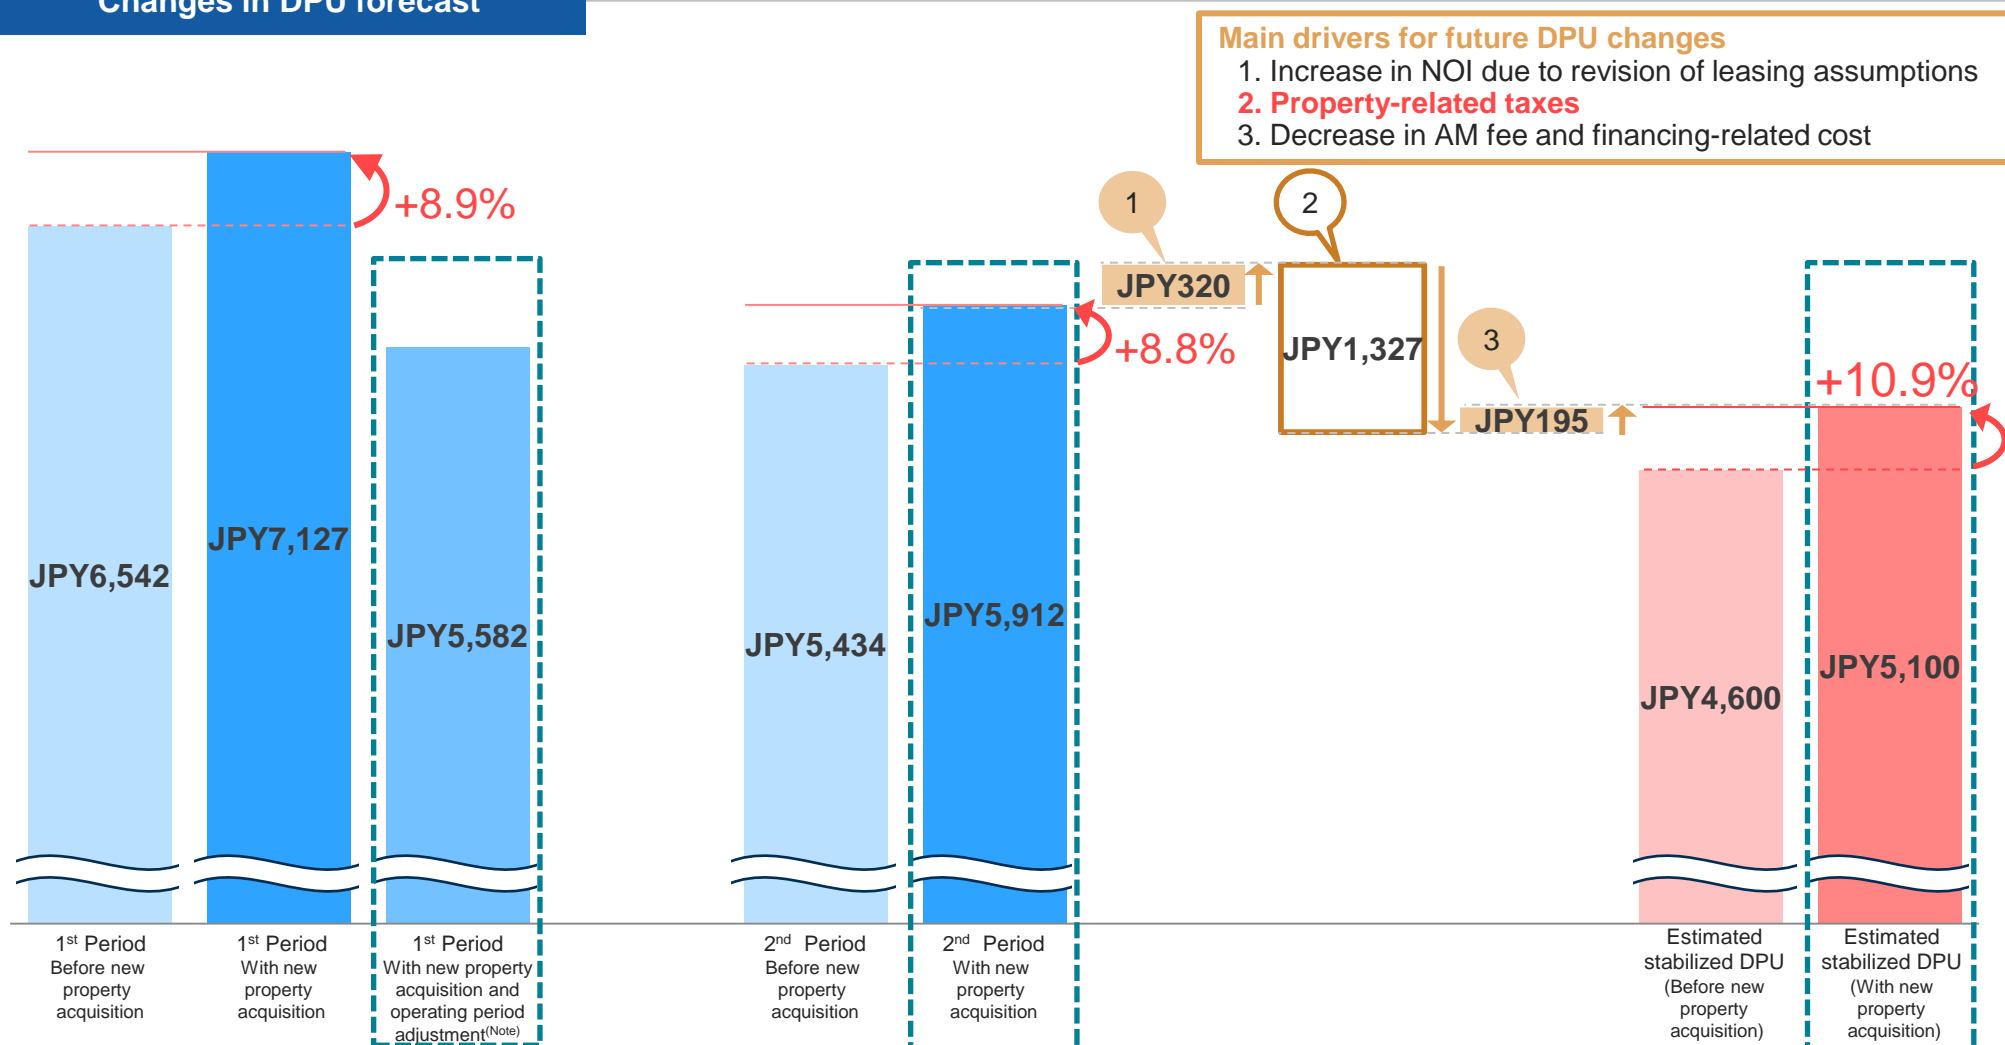 Changes in DPU forecast
Main drivers for future DPU changes
1. Increase in NOI due to revision of leasing assumptions
2. Property-related taxes
3. Decrease in AM fee and financing-related cost
+8.9%
1
2
JPY320
+8.8%
JPY1,327
3
+10.9%
JPY195
JPY6,542
JPY7,127
JPY5,582
JPY5,434
JPY5,912
JPY4,600
JPY5,100
1st Period
Before new
property
acquisition
1st Period
With new
property
acquisition
1st Period
With new property
acquisition and
operating period
adjustment(Note)
2nd Period
Before new
property
acquisition
2nd Period
With new
property
acquisition
Estimated
stabilized DPU
(Before new
property
acquisition)
Estimated
stabilized DPU
(With new
property
acquisition)